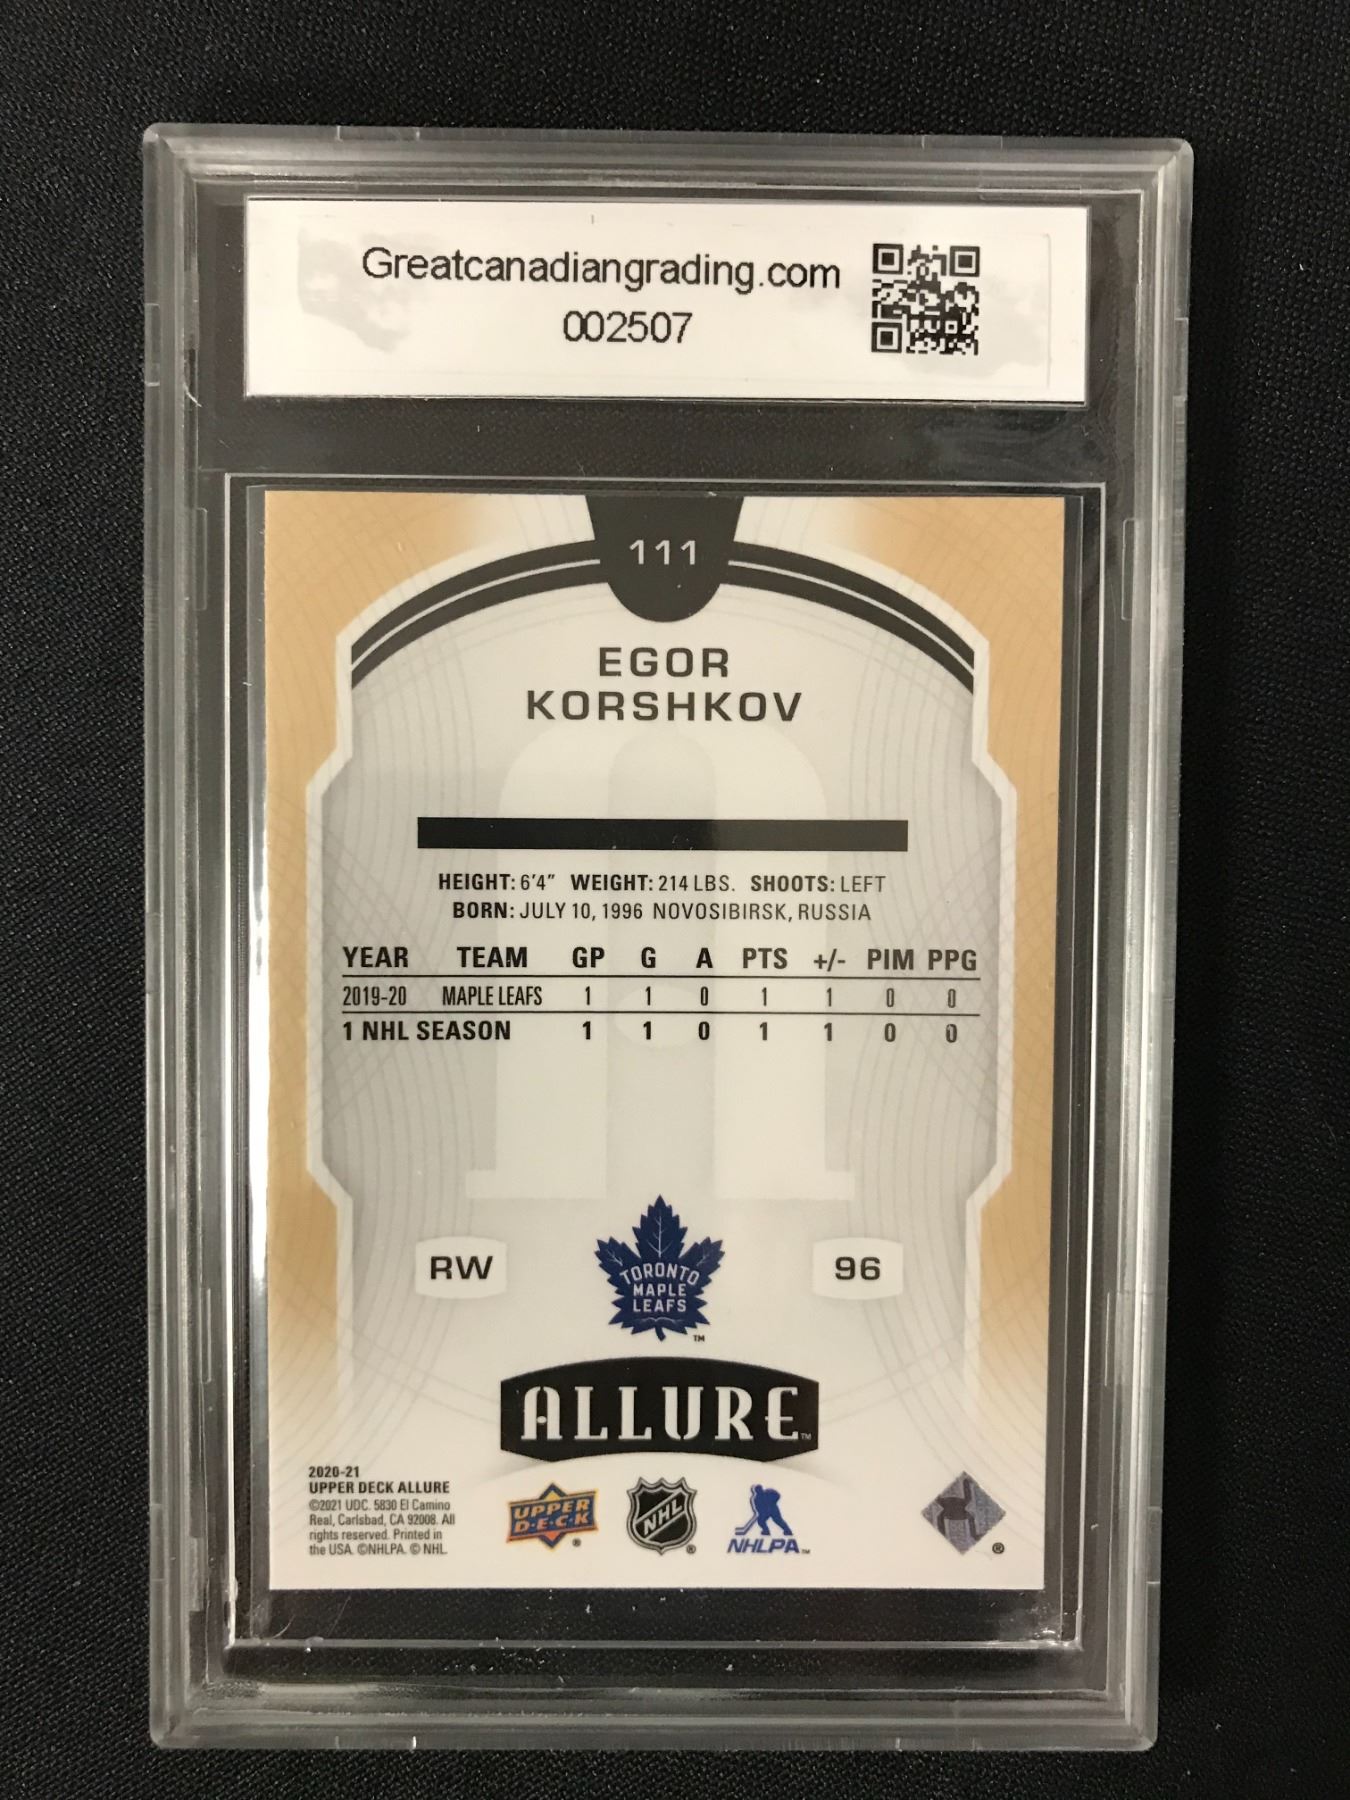 Greatcanadiangrading.com
002507
111
EGOR
KORSHKOV
HEIGHT: 6'4" WEIGHT: 214 LBS. SHOOTS: LEFT
BORN: JULY 10, 1996 NOVOSIBIRSK, RUSSIA
YEAR TEAM GP G A PTS +/- PIM PPG
2019-20 MAPLE LEAFS 1 1 0 1 1 0 0
1 NHL SEASON 1 1 0 1 1 0 0
RW
TORONTO
MAPLE
LEAFS
™
96
ALLURE™
2020-21
UPPER DECK ALLURE
©2021 UDC. 5830 El Camino
Real, Carlsbad, CA 92008. All
rights reserved. Printed in
the USA. ©NHLPA. © NHL.
UPPER
D·E·C·K ®
NHL ®
NHLPA™
®